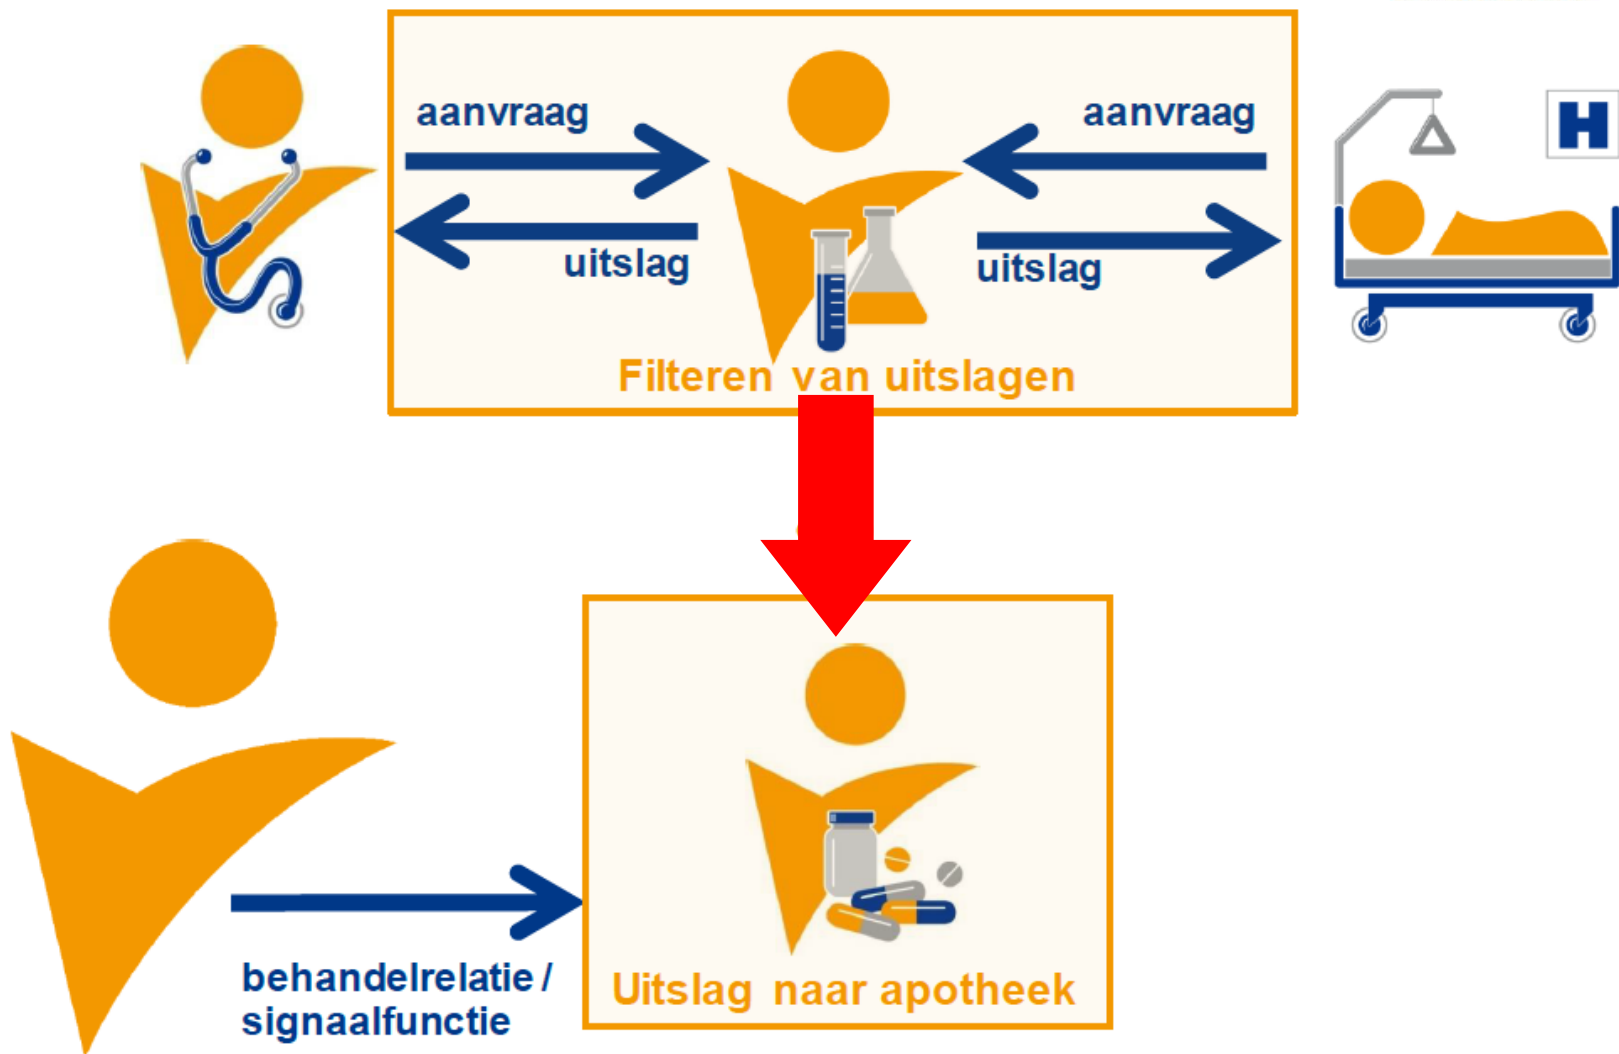 aanvraag
aanvraag
H
uitslag
uitslag
Filteren van uitslagen
behandelrelatie /
signaalfunctie
Uitslag naar apotheek